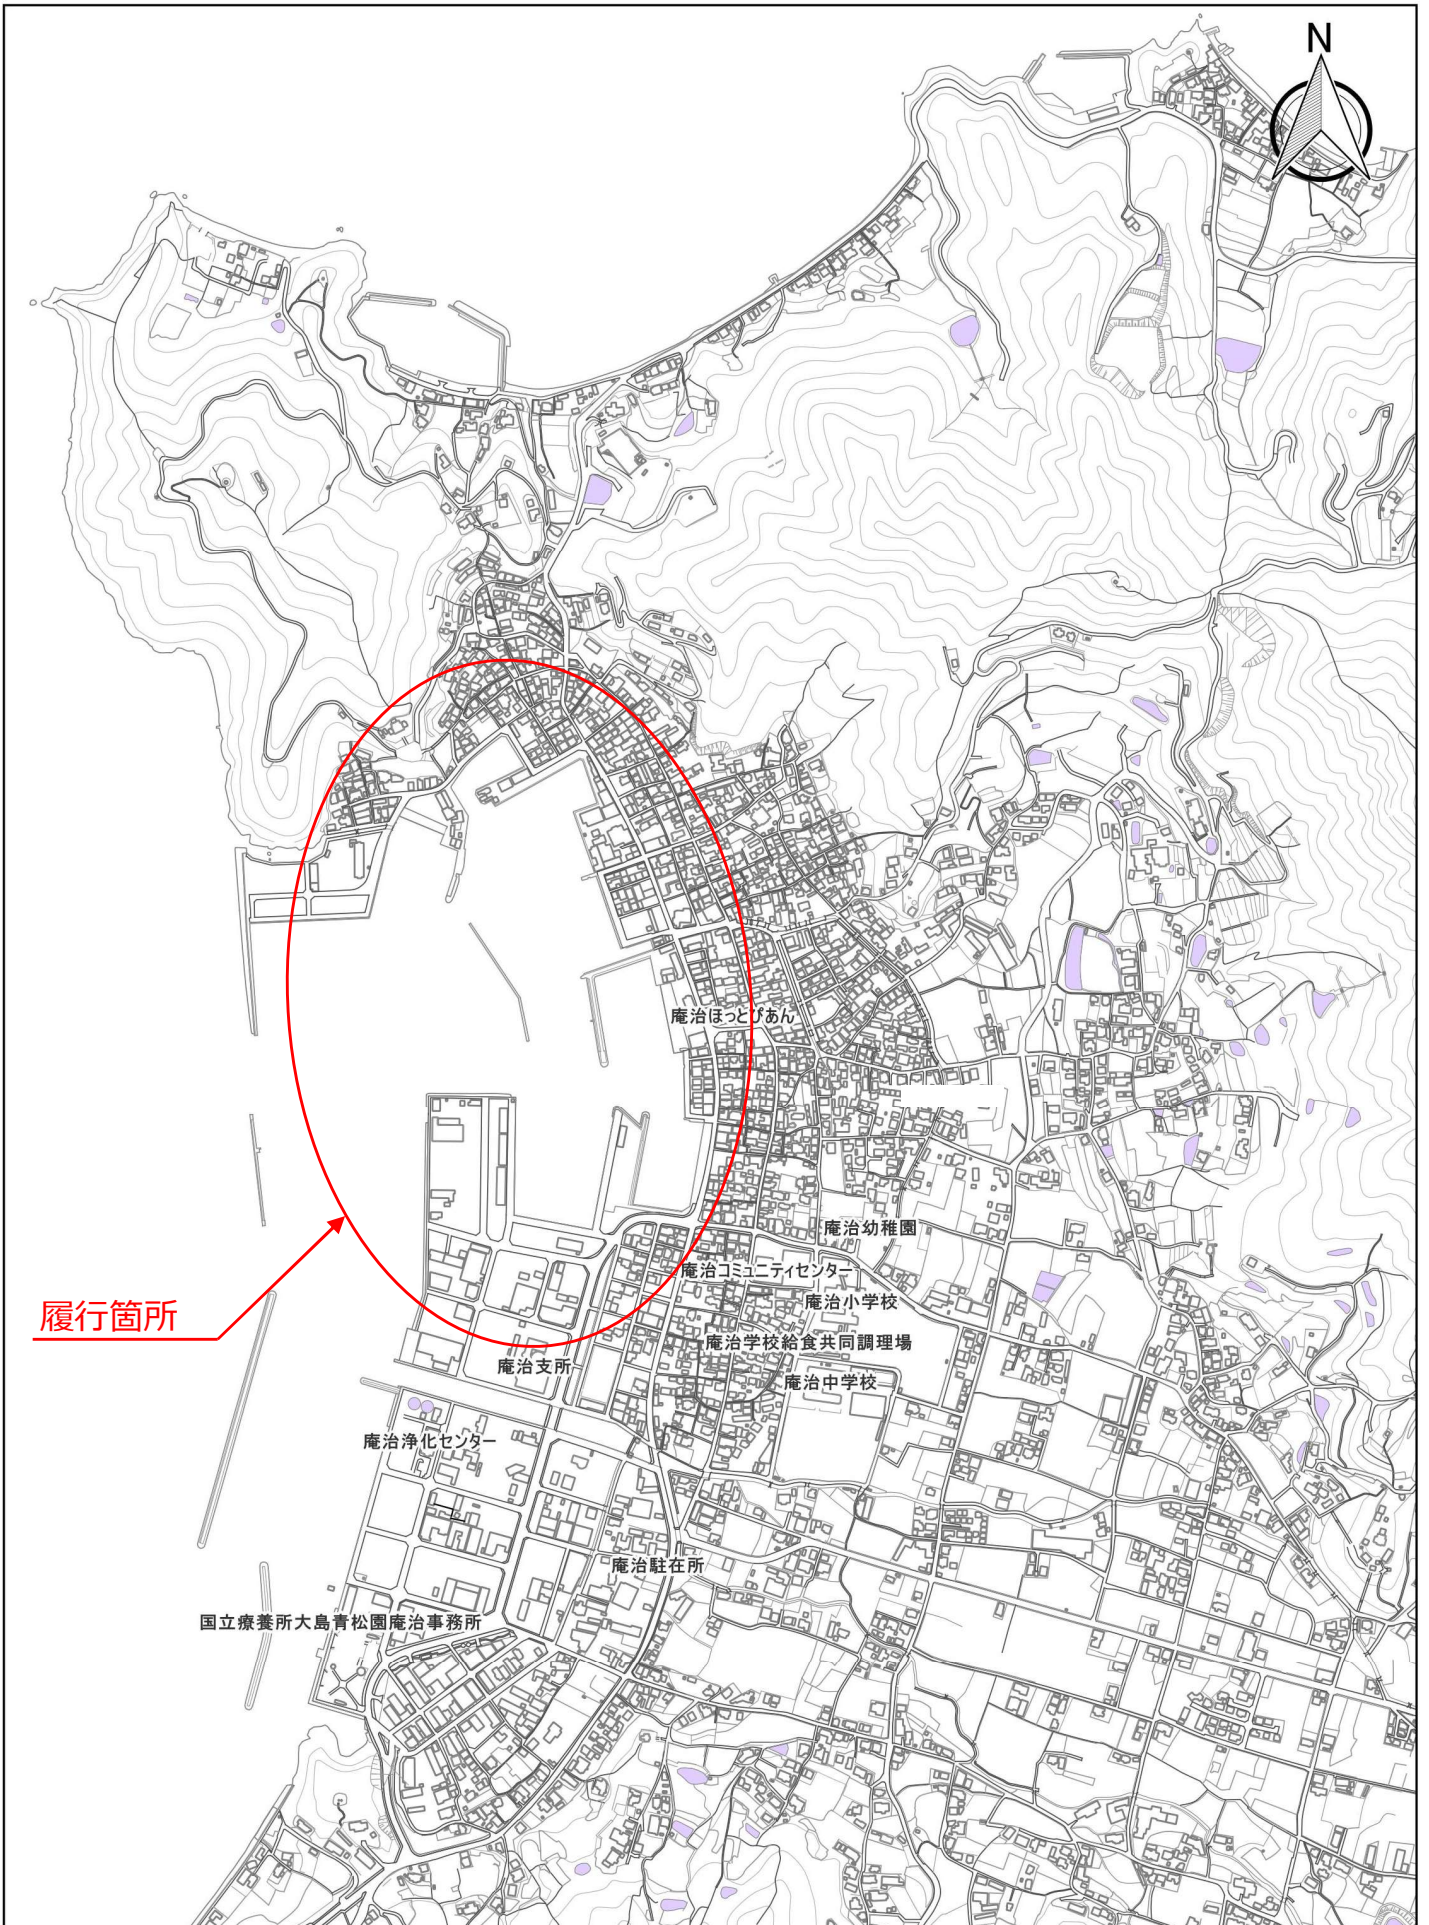 N
庵治ほっとぴあん
庵治幼稚園
庵治コミュニティセンター
庵治小学校
履行箇所
庵治学校給食共同調理場
庵治支所
庵治中学校
庵治浄化センター
庵治駐在所
国立療養所大島青松園庵治事務所